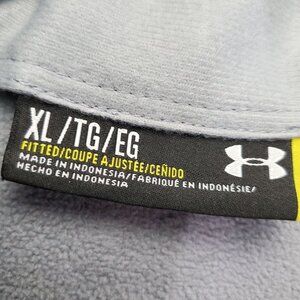 XL/TG/EG
FITTED/COUPE AJUSTÉE/CEÑIDO
MADE IN INDONESIA/FABRIQUÉ EN INDONÉSIE/
HECHO EN INDONESIA